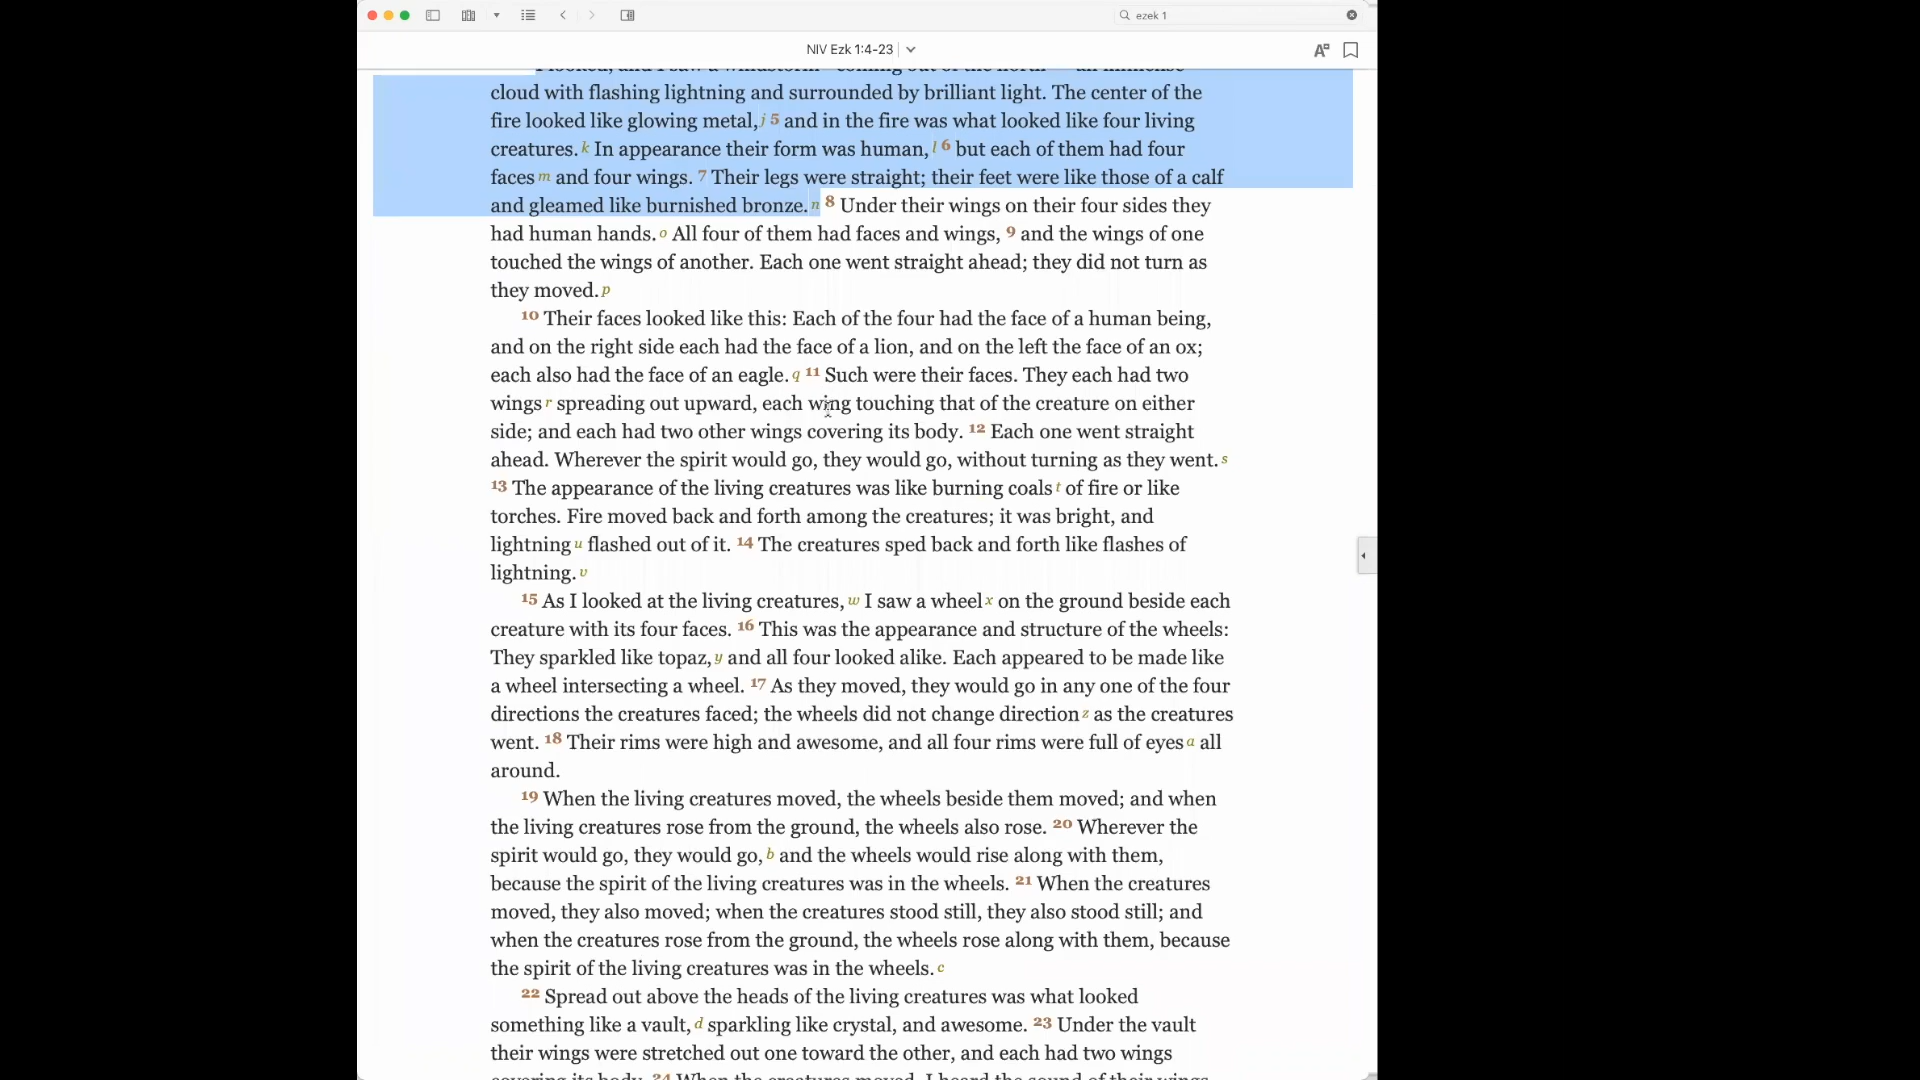 ezek 1
NIV Ezk 1:4-23
I looked, and I saw a windstorm coming out of the north—an immense
cloud with flashing lightning and surrounded by brilliant light. The center of the
fire looked like glowing metal, j 5 and in the fire was what looked like four living
creatures. k In appearance their form was human, l 6 but each of them had four
faces m and four wings. 7 Their legs were straight; their feet were like those of a calf
and gleamed like burnished bronze. n 8 Under their wings on their four sides they
had human hands. o All four of them had faces and wings, 9 and the wings of one
touched the wings of another. Each one went straight ahead; they did not turn as
they moved. p
10 Their faces looked like this: Each of the four had the face of a human being,
and on the right side each had the face of a lion, and on the left the face of an ox;
each also had the face of an eagle. q 11 Such were their faces. They each had two
wings r spreading out upward, each wing touching that of the creature on either
side; and each had two other wings covering its body. 12 Each one went straight
ahead. Wherever the spirit would go, they would go, without turning as they went. s
13 The appearance of the living creatures was like burning coals t of fire or like
torches. Fire moved back and forth among the creatures; it was bright, and
lightning u flashed out of it. 14 The creatures sped back and forth like flashes of
lightning. v
15 As I looked at the living creatures, w I saw a wheel x on the ground beside each
creature with its four faces. 16 This was the appearance and structure of the wheels:
They sparkled like topaz, y and all four looked alike. Each appeared to be made like
a wheel intersecting a wheel. 17 As they moved, they would go in any one of the four
directions the creatures faced; the wheels did not change direction z as the creatures
went. 18 Their rims were high and awesome, and all four rims were full of eyes a all
around.
19 When the living creatures moved, the wheels beside them moved; and when
the living creatures rose from the ground, the wheels also rose. 20 Wherever the
spirit would go, they would go, b and the wheels would rise along with them,
because the spirit of the living creatures was in the wheels. 21 When the creatures
moved, they also moved; when the creatures stood still, they also stood still; and
when the creatures rose from the ground, the wheels rose along with them, because
the spirit of the living creatures was in the wheels. c
22 Spread out above the heads of the living creatures was what looked
something like a vault, d sparkling like crystal, and awesome. 23 Under the vault
their wings were stretched out one toward the other, and each had two wings
covering its body. 24 When the creatures moved, I heard the sound of their wings,